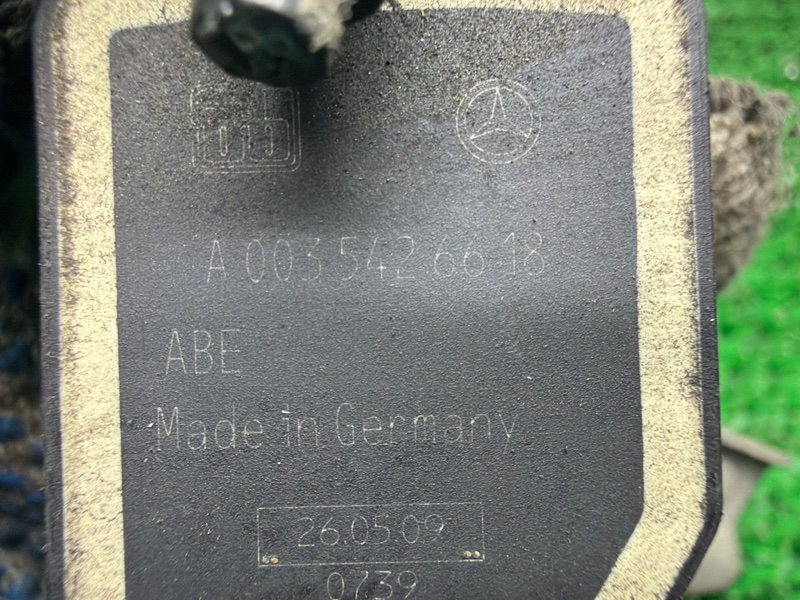 A 003 542 66 18
ABE
Made in Germany
26.05.09
0739